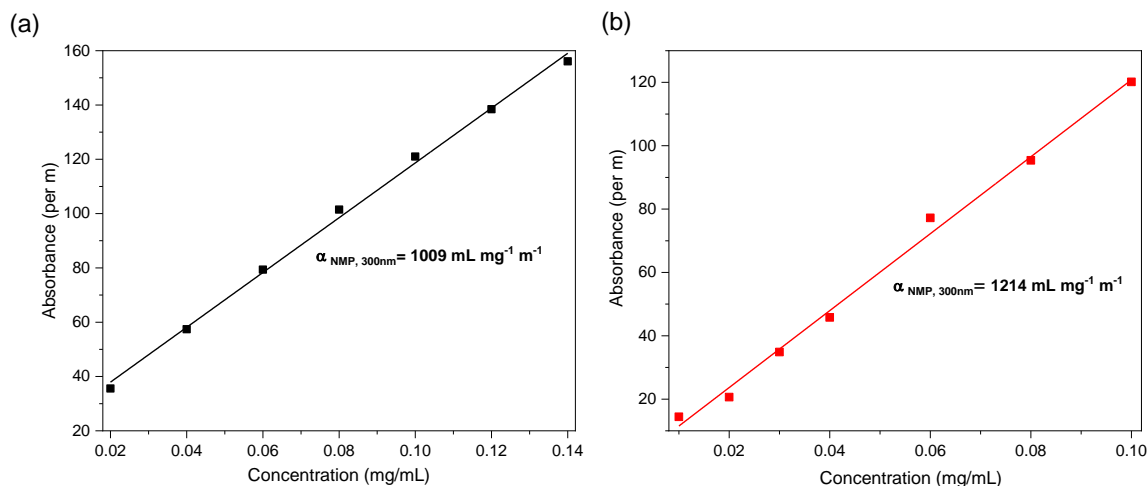 (a)
160
140
120
100
80
60
40
20
Absorbance (per m)
α NMP, 300nm= 1009 mL mg⁻¹ m⁻¹
0.02 0.04 0.06 0.08 0.10 0.12 0.14
Concentration (mg/mL)
(b)
120
100
80
60
40
20
Absorbance (per m)
α NMP, 300nm= 1214 mL mg⁻¹ m⁻¹
0.02 0.04 0.06 0.08 0.10
Concentration (mg/mL)